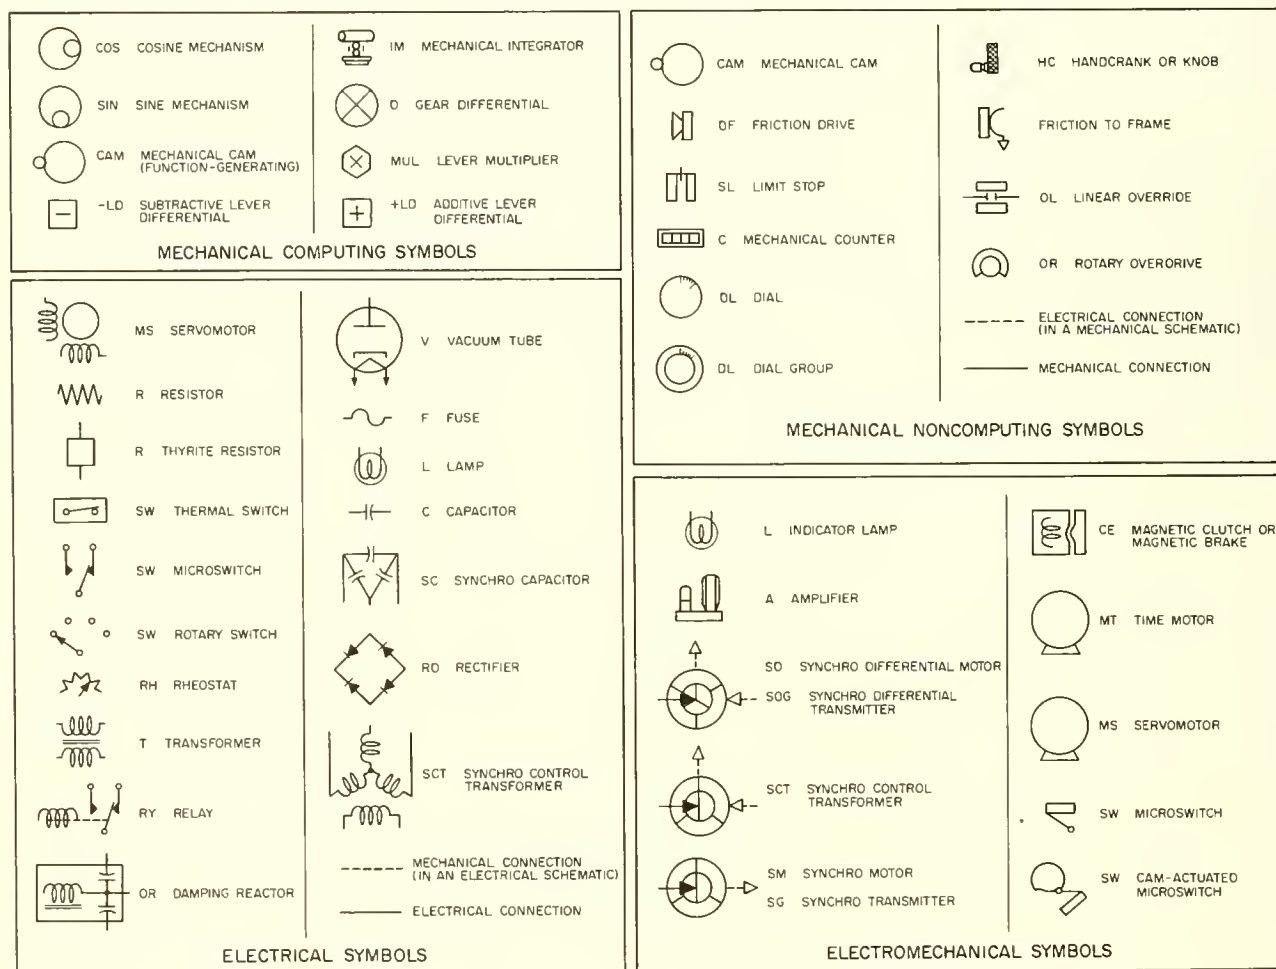 COS COSINE MECHANISM
SIN SINE MECHANISM
CAM MECHANICAL CAM
(FUNCTION-GENERATING)
-LD SUBTRACTIVE LEVER
DIFFERENTIAL
IM MECHANICAL INTEGRATOR
D GEAR DIFFERENTIAL
MUL LEVER MULTIPLIER
+LD ADDITIVE LEVER
DIFFERENTIAL
MECHANICAL COMPUTING SYMBOLS
CAM MECHANICAL CAM
DF FRICTION DRIVE
SL LIMIT STOP
C MECHANICAL COUNTER
DL DIAL
DL DIAL GROUP
HC HANDCRANK OR KNOB
FRICTION TO FRAME
OL LINEAR OVERRIDE
OR ROTARY OVERDRIVE
ELECTRICAL CONNECTION
(IN A MECHANICAL SCHEMATIC)
MECHANICAL CONNECTION
MECHANICAL NONCOMPUTING SYMBOLS
MS SERVOMOTOR
R RESISTOR
R THYRITE RESISTOR
SW THERMAL SWITCH
SW MICROSWITCH
SW ROTARY SWITCH
RH RHEOSTAT
T TRANSFORMER
RY RELAY
OR DAMPING REACTOR
V VACUUM TUBE
F FUSE
L LAMP
C CAPACITOR
SC SYNCHRO CAPACITOR
RD RECTIFIER
SCT SYNCHRO CONTROL
TRANSFORMER
MECHANICAL CONNECTION
(IN AN ELECTRICAL SCHEMATIC)
ELECTRICAL CONNECTION
ELECTRICAL SYMBOLS
L INDICATOR LAMP
A AMPLIFIER
SD SYNCHRO DIFFERENTIAL MOTOR
SOG SYNCHRO DIFFERENTIAL
TRANSMITTER
SCT SYNCHRO CONTROL
TRANSFORMER
SM SYNCHRO MOTOR
SG SYNCHRO TRANSMITTER
CE MAGNETIC CLUTCH OR
MAGNETIC BRAKE
MT TIME MOTOR
MS SERVOMOTOR
SW MICROSWITCH
SW CAM-ACTUATED
MICROSWITCH
ELECTROMECHANICAL SYMBOLS